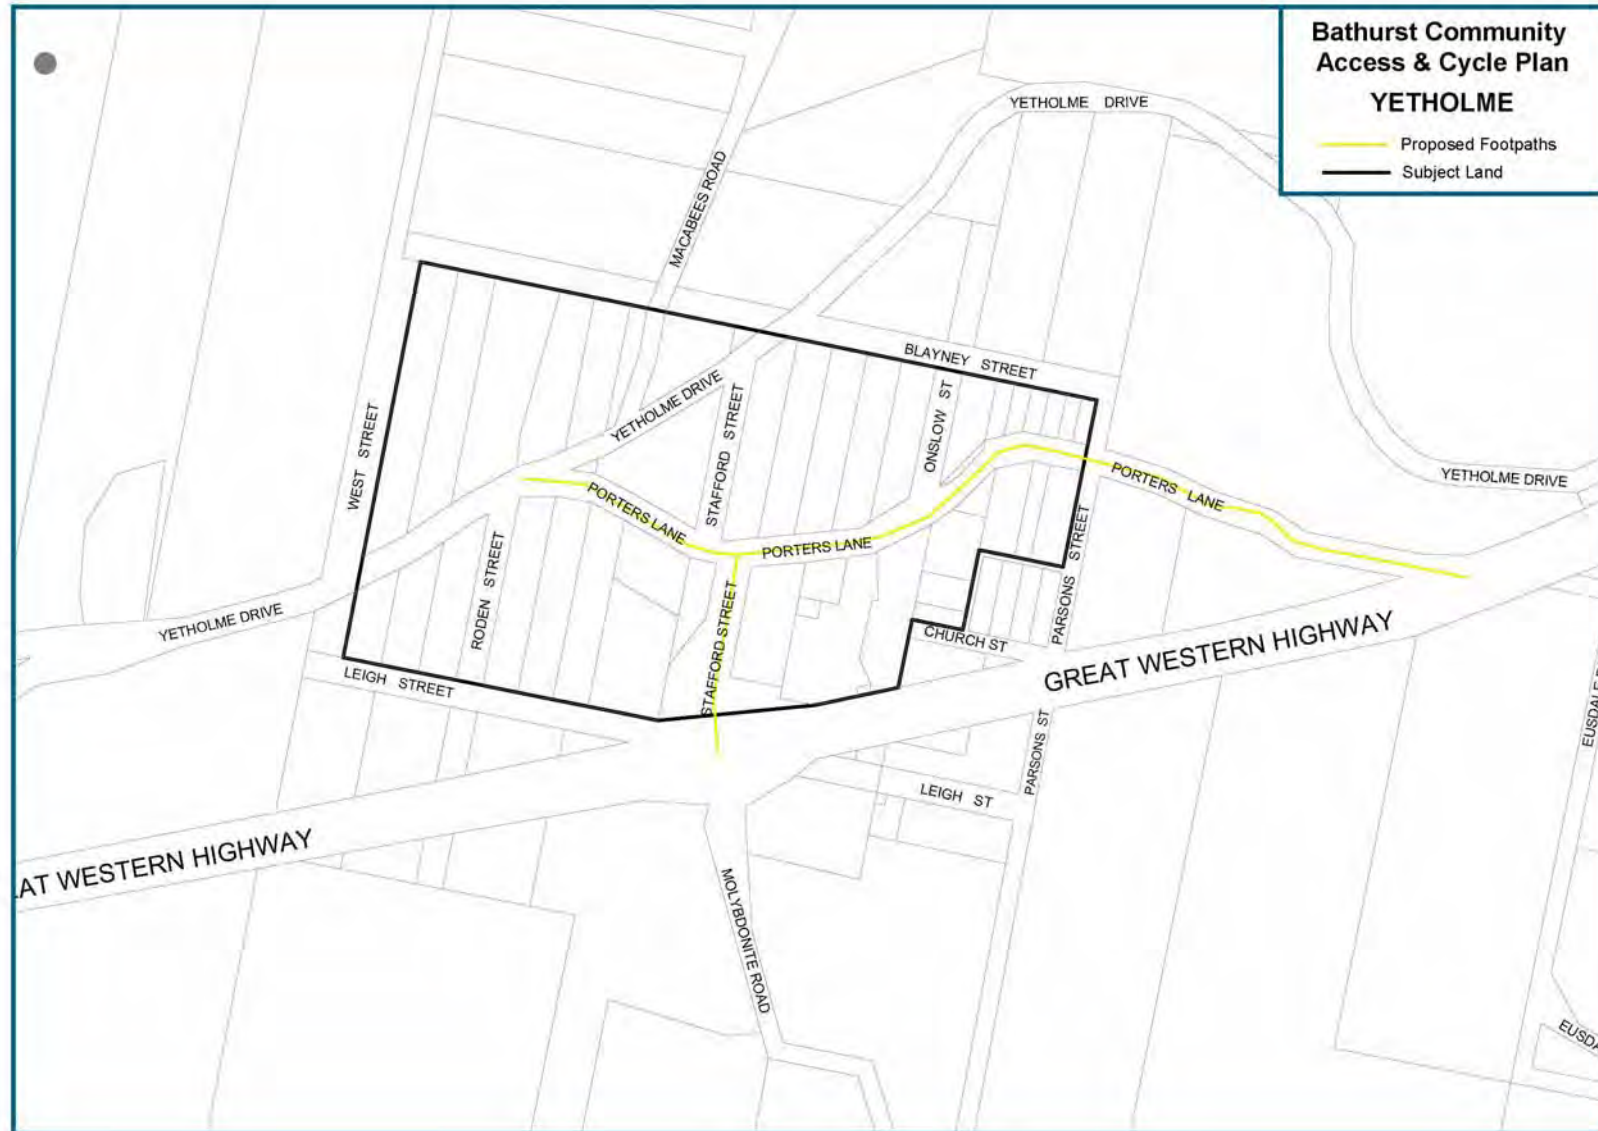 Bathurst Community
Access & Cycle Plan
YETHOLME
Proposed Footpaths
Subject Land
YETHOLME DRIVE
MACABEES ROAD
BLAYNEY STREET
YETHOLME DRIVE
STAFFORD STREET
ONSLOW ST
WEST STREET
PORTERS LANE
YETHOLME DRIVE
PORTERS LANE
PORTERS LANE
RODEN STREET
PARSONS STREET
STAFFORD STREET
YETHOLME DRIVE
CHURCH ST
GREAT WESTERN HIGHWAY
LEIGH STREET
PARSONS ST
LEIGH ST
EUSDALE
AT WESTERN HIGHWAY
MOLYBDONITE ROAD
EUSDA